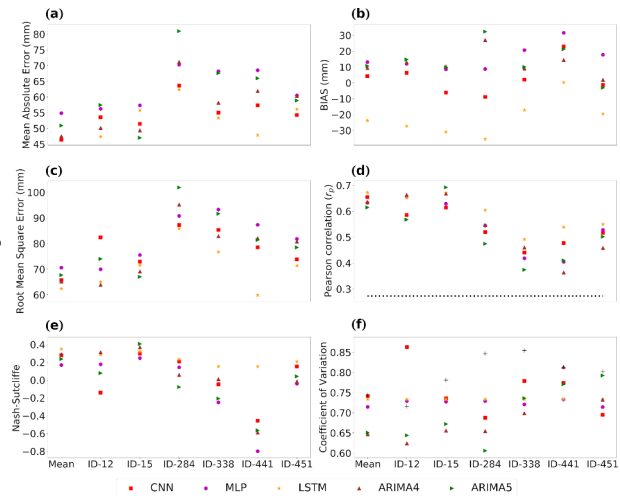 (a)
Mean Absolute Error (mm)
80
75
70
65
60
55
50
45
(b)
BIAS (mm)
30
20
10
0
−10
−20
−30
(c)
Root Mean Square Error (mm)
100
90
80
70
60
(d)
Pearson correlation (rp)
0.7
0.6
0.5
0.4
0.3
(e)
Nash-Sutcliffe
0.4
0.2
0.0
−0.2
−0.4
−0.6
−0.8
Mean ID-12 ID-15 ID-284 ID-338 ID-441 ID-451
(f)
Coefficient of Variation
0.85
0.80
0.75
0.70
0.65
0.60
Mean ID-12 ID-15 ID-284 ID-338 ID-441 ID-451
CNN MLP LSTM ARIMA4 ARIMA5